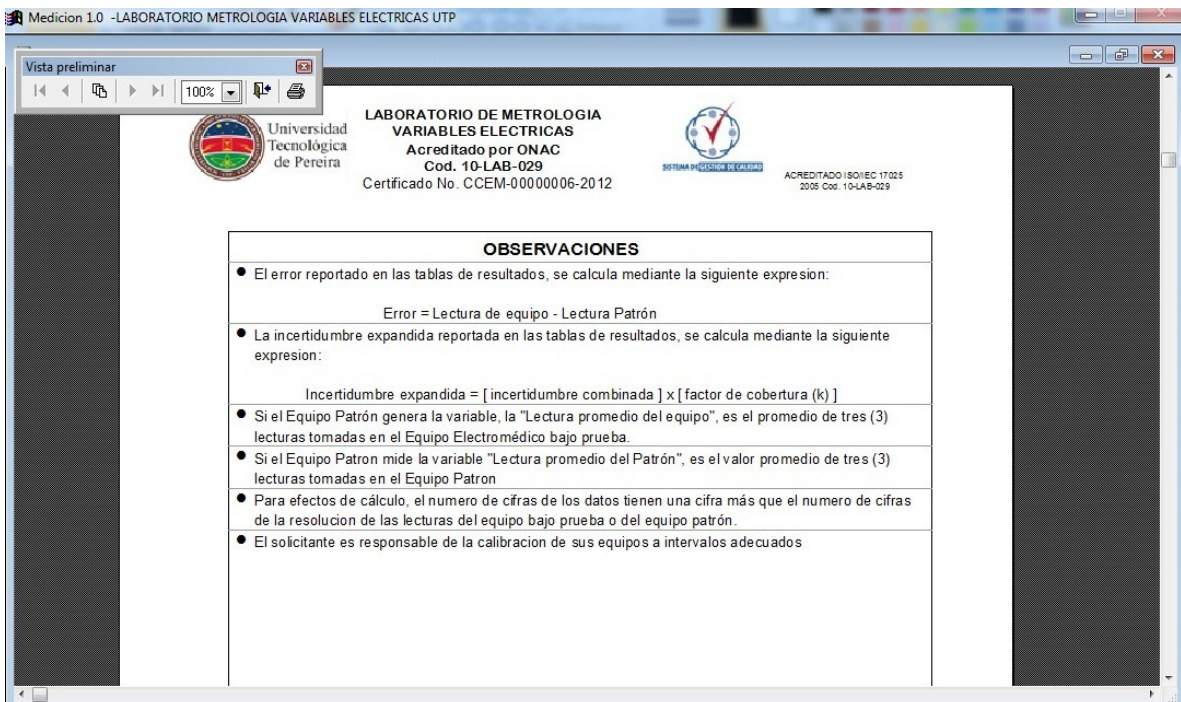 Medicion 1.0 -LABORATORIO METROLOGIA VARIABLES ELECTRICAS UTP
Vista preliminar
100%
Universidad
Tecnológica
de Pereira
LABORATORIO DE METROLOGIA
VARIABLES ELECTRICAS
Acreditado por ONAC
Cod. 10-LAB-029
Certificado No. CCEM-00000006-2012
SISTEMA DE GESTION DE CALIDAD
ACREDITADO ISO/IEC 17025
2005 Cod. 10-LAB-029
OBSERVACIONES
● El error reportado en las tablas de resultados, se calcula mediante la siguiente expresion:
Error = Lectura de equipo - Lectura Patrón
● La incertidumbre expandida reportada en las tablas de resultados, se calcula mediante la siguiente
expresion:
Incertidumbre expandida = [ incertidumbre combinada ] x [ factor de cobertura (k) ]
● Si el Equipo Patrón genera la variable, la "Lectura promedio del equipo", es el promedio de tres (3)
lecturas tomadas en el Equipo Electromédico bajo prueba.
● Si el Equipo Patron mide la variable "Lectura promedio del Patrón", es el valor promedio de tres (3)
lecturas tomadas en el Equipo Patron
● Para efectos de cálculo, el numero de cifras de los datos tienen una cifra más que el numero de cifras
de la resolucion de las lecturas del equipo bajo prueba o del equipo patrón.
● El solicitante es responsable de la calibracion de sus equipos a intervalos adecuados